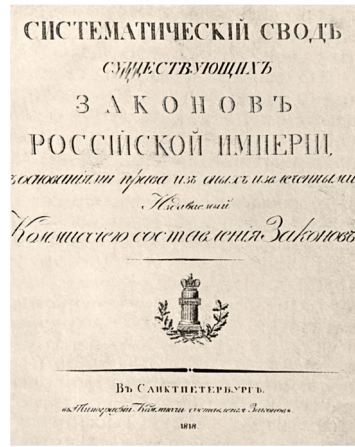 СИСТЕМАТИЧЕСКІЙ СВОДЪ
СУЩЕСТВУЮЩИХЪ
ЗАКОНОВЪ
РОССІЙСКОЙ ИМПЕРІИ,
съ основаніями права изъ оныхъ извлеченными
Издаваемый
Коммиссіею составленія Законовъ
ВЪ САНКТПЕТЕРБУРГѢ.
въ Типографіи Коммиссіи составленія Законовъ.
1818.